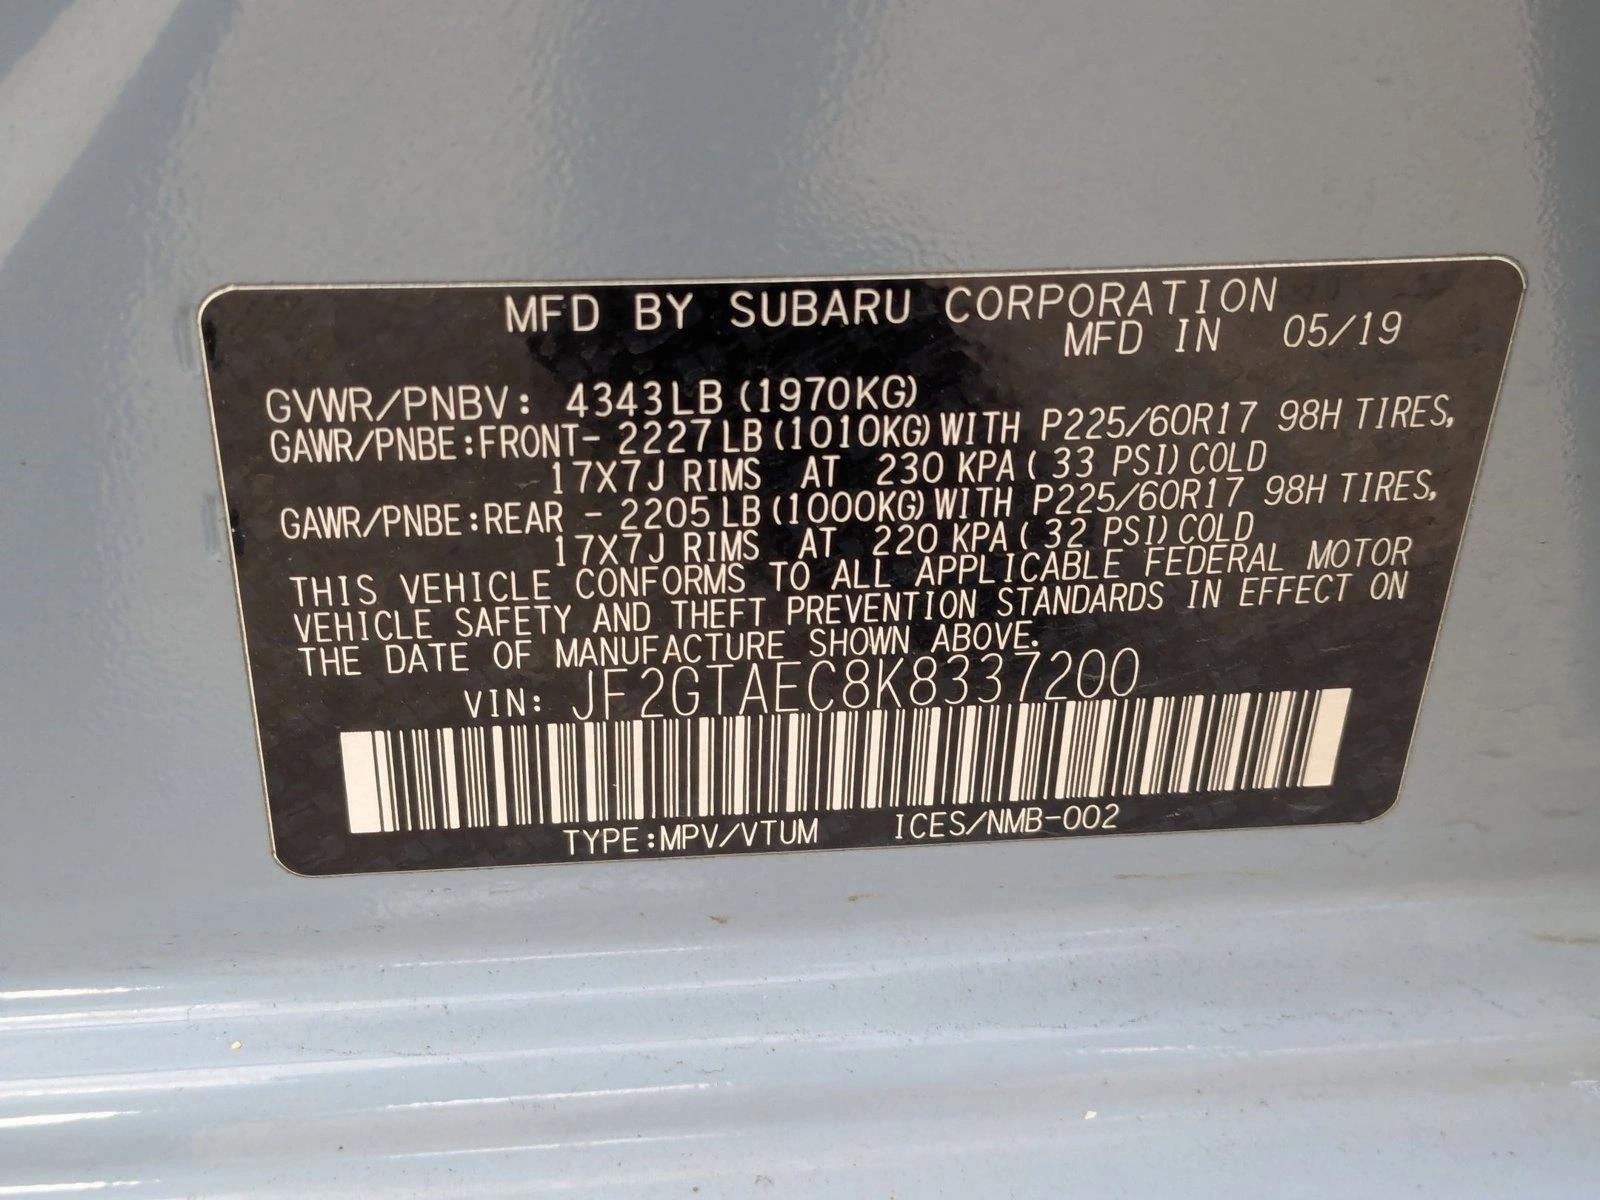 MFD BY SUBARU CORPORATION
MFD IN 05/19
GVWR/PNBV: 4343LB (1970KG)
GAWR/PNBE:FRONT- 2227LB (1010KG) WITH P225/60R17 98H TIRES,
17X7J RIMS AT 230 KPA ( 33 PSI) COLD
GAWR/PNBE:REAR - 2205LB (1000KG) WITH P225/60R17 98H TIRES,
17X7J RIMS AT 220 KPA ( 32 PSI) COLD
THIS VEHICLE CONFORMS TO ALL APPLICABLE FEDERAL MOTOR
VEHICLE SAFETY AND THEFT PREVENTION STANDARDS IN EFFECT ON
THE DATE OF MANUFACTURE SHOWN ABOVE.
VIN: JF2GTAEC8K8337200
TYPE:MPV/VTUM ICES/NMB-002